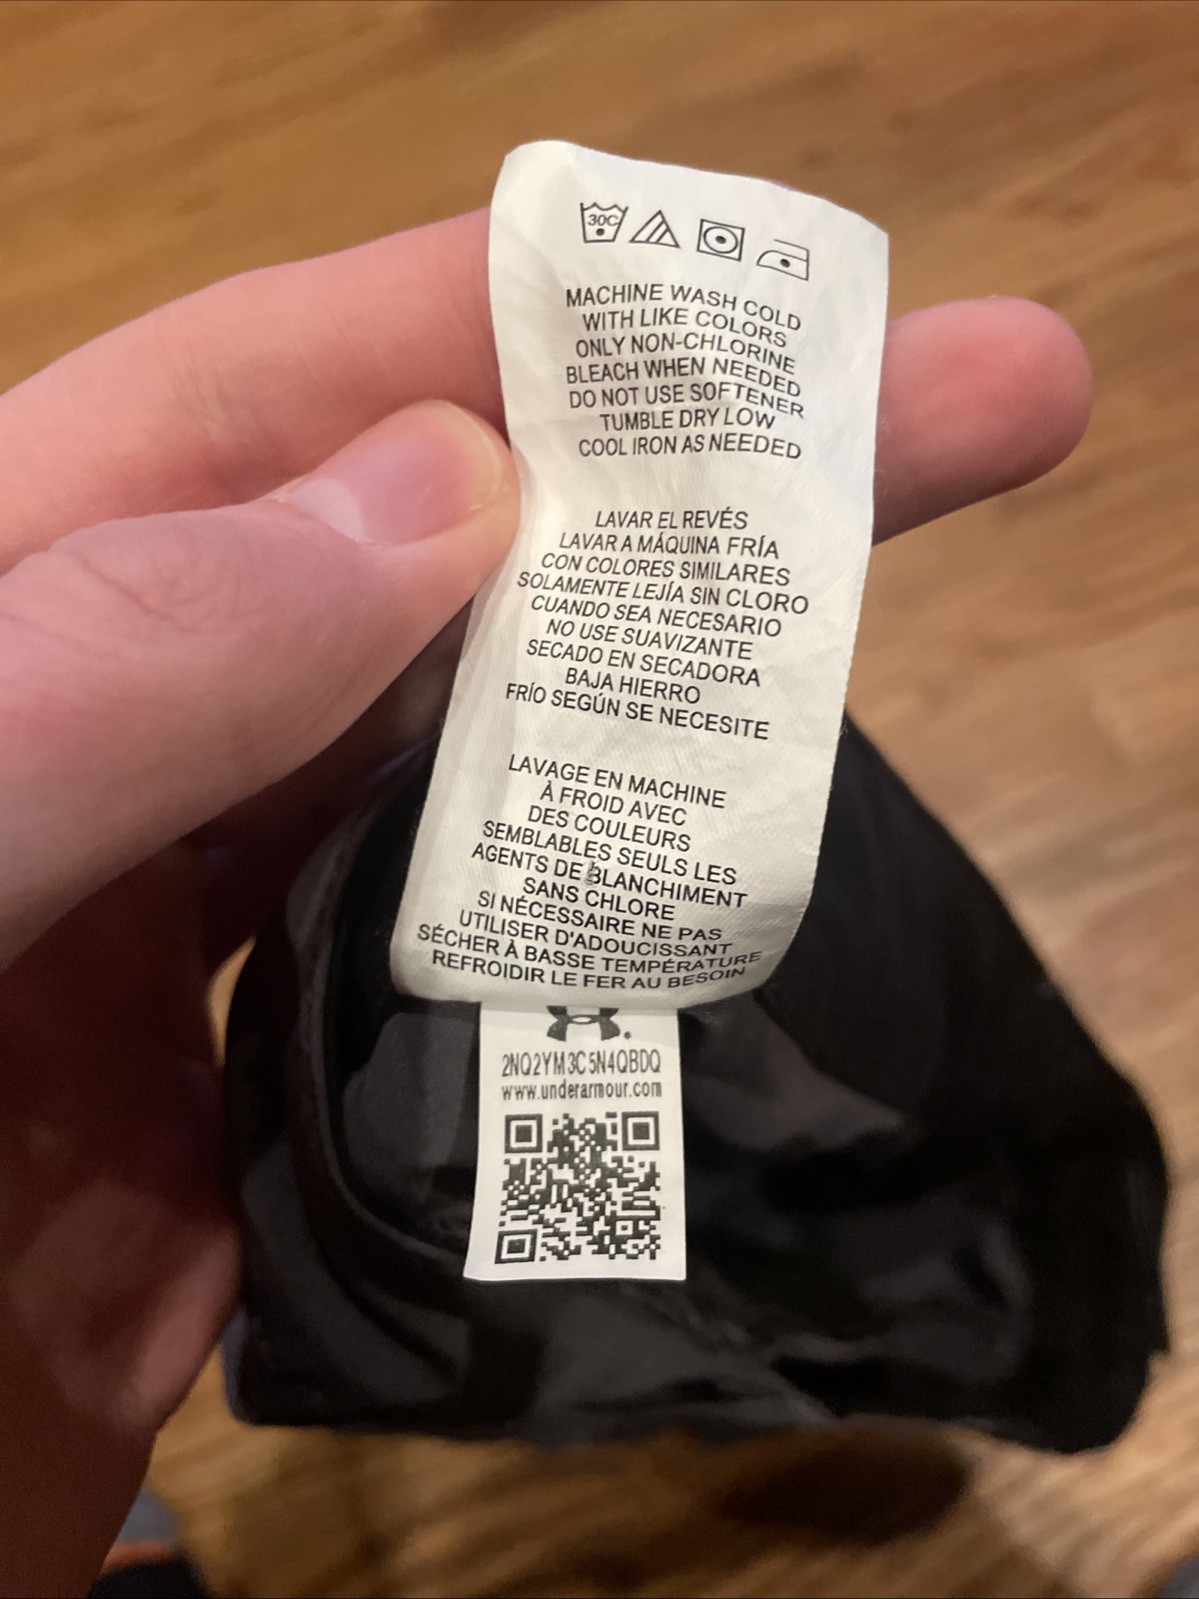 30C
MACHINE WASH COLD
WITH LIKE COLORS
ONLY NON-CHLORINE
BLEACH WHEN NEEDED
DO NOT USE SOFTENER
TUMBLE DRY LOW
COOL IRON AS NEEDED
LAVAR EL REVÉS
LAVAR A MÁQUINA FRÍA
CON COLORES SIMILARES
SOLAMENTE LEJÍA SIN CLORO
CUANDO SEA NECESARIO
NO USE SUAVIZANTE
SECADO EN SECADORA
BAJA HIERRO
FRÍO SEGÚN SE NECESITE
LAVAGE EN MACHINE
À FROID AVEC
DES COULEURS
SEMBLABLES SEULS LES
AGENTS DE BLANCHIMENT
SANS CHLORE
SI NÉCESSAIRE NE PAS
UTILISER D'ADOUCISSANT
SÉCHER À BASSE TEMPÉRATURE
REFROIDIR LE FER AU BESOIN
2NQ2YM3C5N4QBDQ
www.underarmour.com